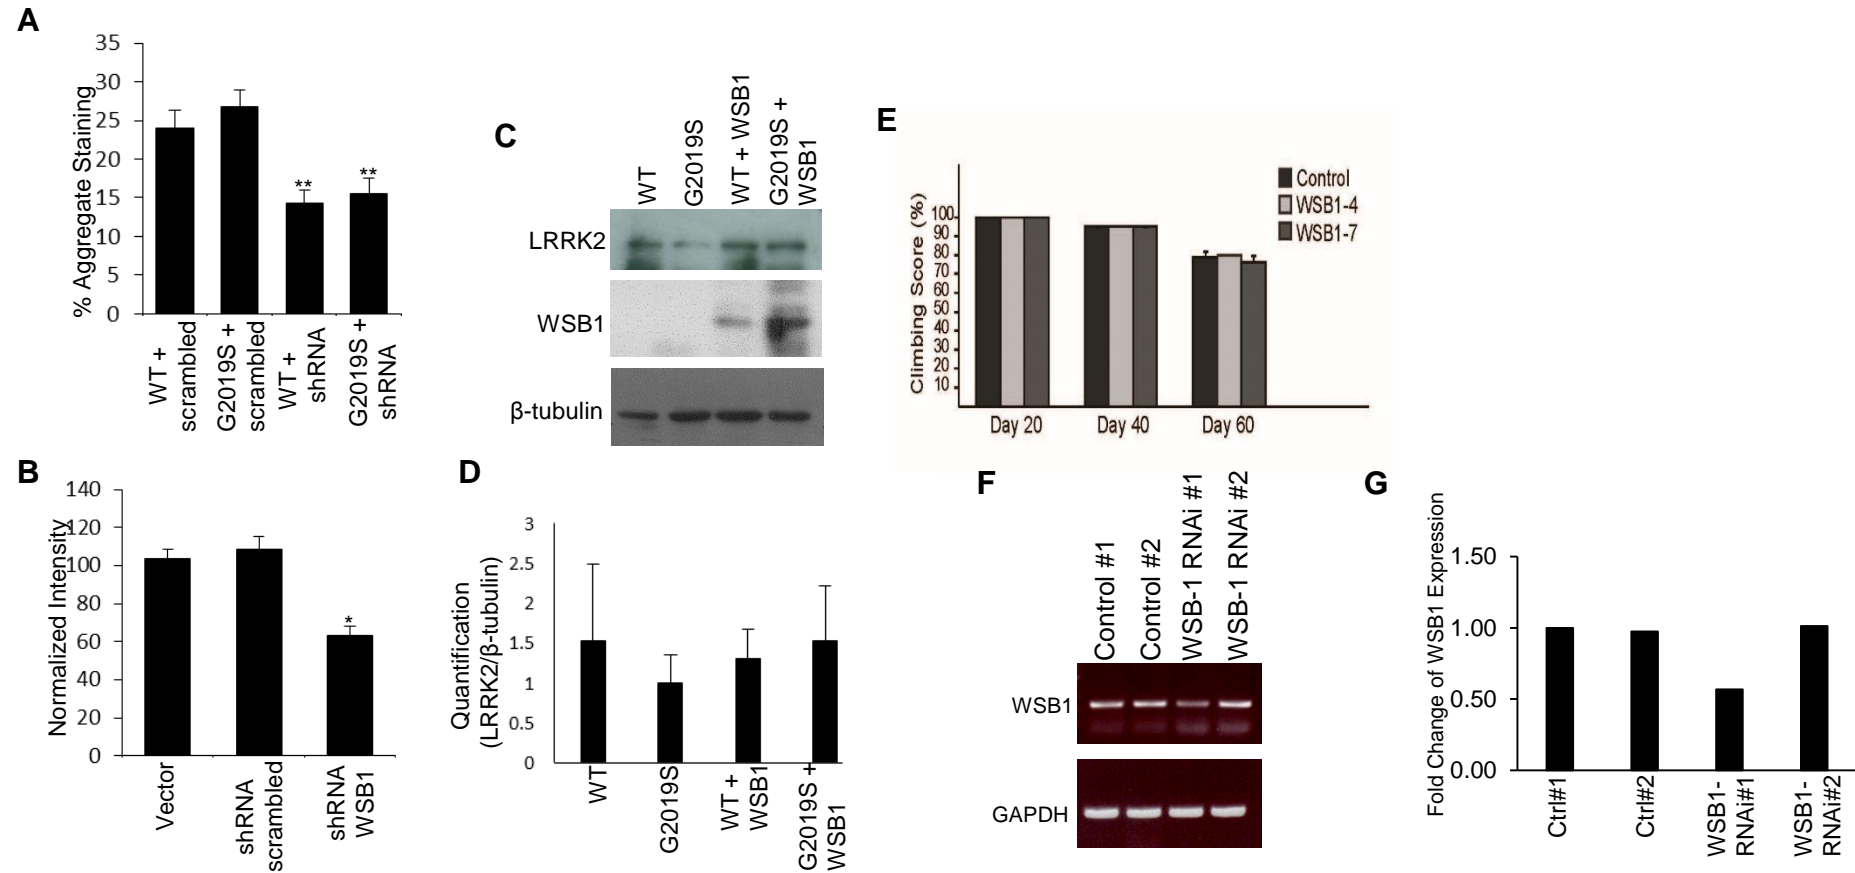 A
% Aggregate Staining
35
30
25
20
15
10
5
0
**
**
WT +
scrambled
G2019S +
scrambled
WT +
shRNA
G2019S +
shRNA
B
Normalized Intensity
140
120
100
80
60
40
20
0
*
Vector
shRNA
scrambled
shRNA
WSB1
C
WT
G2019S
WT + WSB1
G2019S +
WSB1
LRRK2
WSB1
β-tubulin
D
Quantification
(LRRK2/β-tubulin)
3
2.5
2
1.5
1
0.5
0
WT
G2019S
WT +
WSB1
G2019S +
WSB1
E
Climbing Score (%)
100
90
80
70
60
50
40
30
20
10
Control
WSB1-4
WSB1-7
Day 20
Day 40
Day 60
F
Control #1
Control #2
WSB-1 RNAi #1
WSB-1 RNAi #2
WSB1
GAPDH
G
Fold Change of WSB1 Expression
1.50
1.00
0.50
0.00
Ctrl#1
Ctrl#2
WSB1-
RNAi#1
WSB1-
RNAi#2